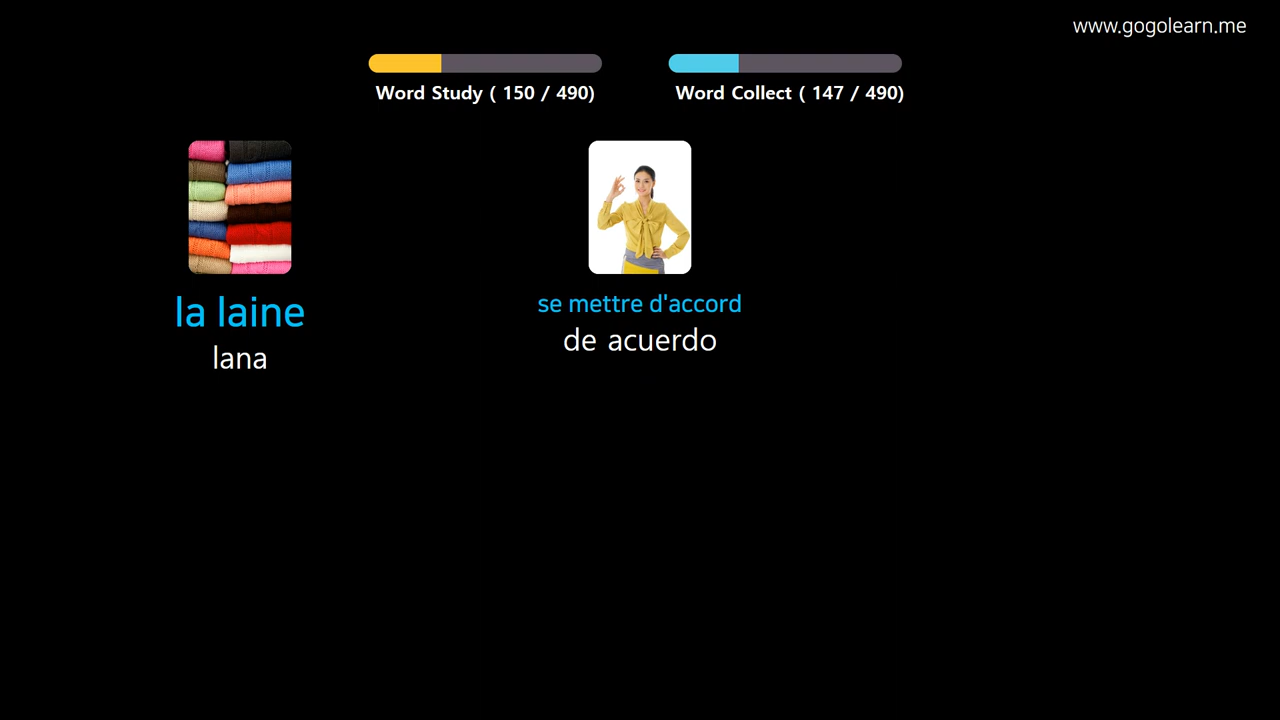 www.gogolearn.me
Word Study ( 150 / 490)
Word Collect ( 147 / 490)
la laine
lana
se mettre d'accord
de acuerdo